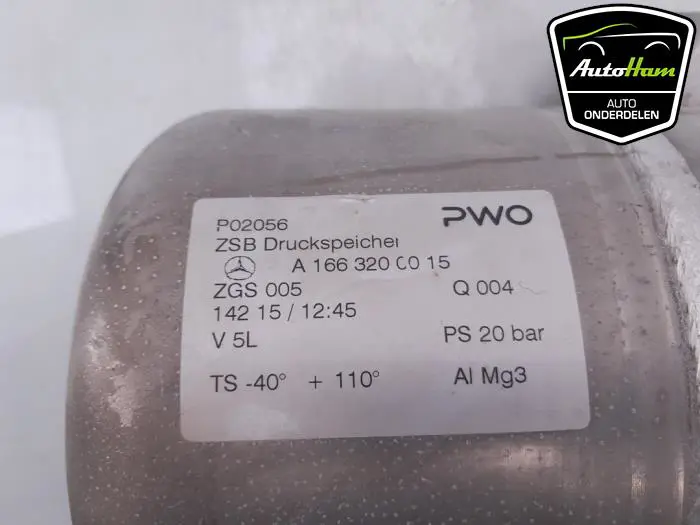 AutoHam
AUTO
ONDERDELEN
P02056
PWO
ZSB Druckspeicher
A 166 320 00 15
ZGS 005
Q 004
142 15 / 12:45
V 5L
PS 20 bar
TS -40° + 110°
Al Mg3